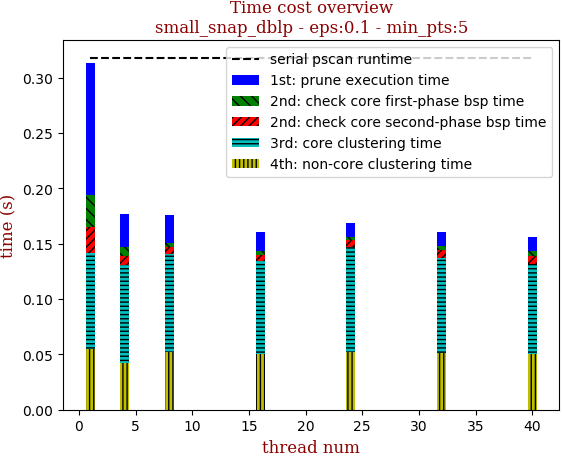 Time cost overview
small_snap_dblp - eps:0.1 - min_pts:5
serial pscan runtime
1st: prune execution time
2nd: check core first-phase bsp time
2nd: check core second-phase bsp time
3rd: core clustering time
4th: non-core clustering time
time (s)
0.30
0.25
0.20
0.15
0.10
0.05
0.00
0 5 10 15 20 25 30 35 40
thread num